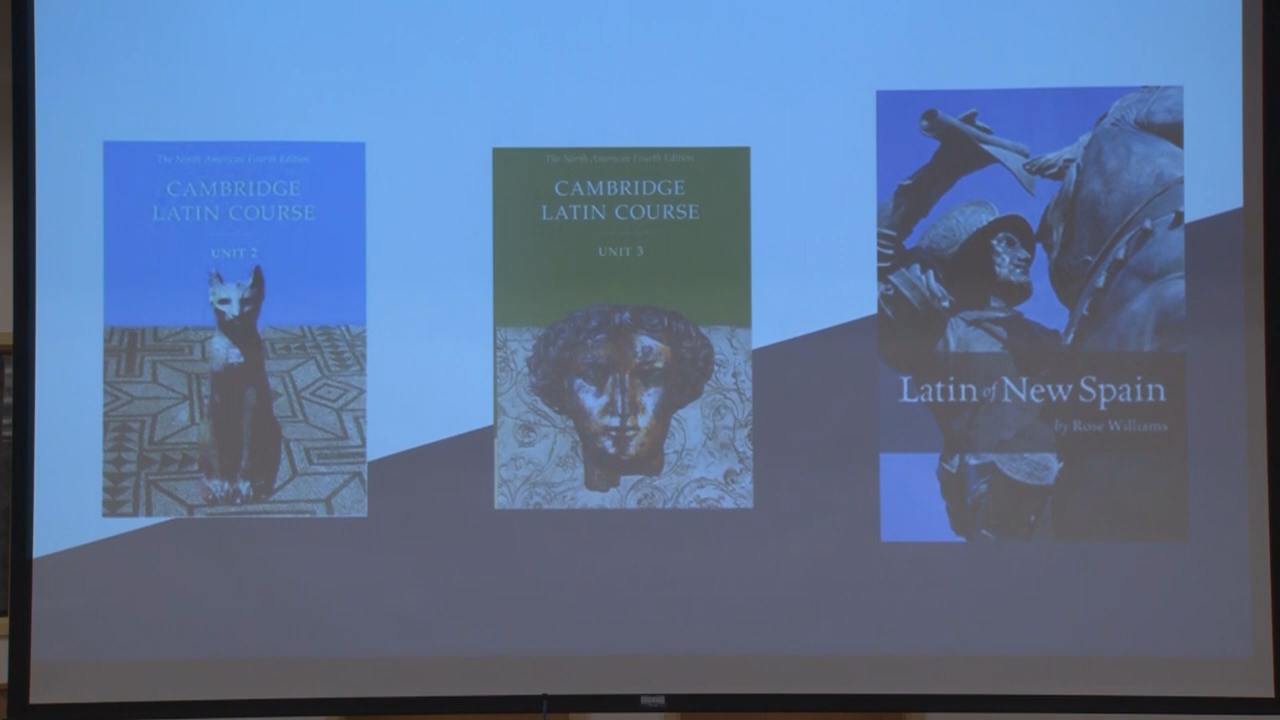 The North American Fourth Edition
CAMBRIDGE
LATIN COURSE
UNIT 2
The North American Fourth Edition
CAMBRIDGE
LATIN COURSE
UNIT 3
Latin of New Spain
by Rose Williams